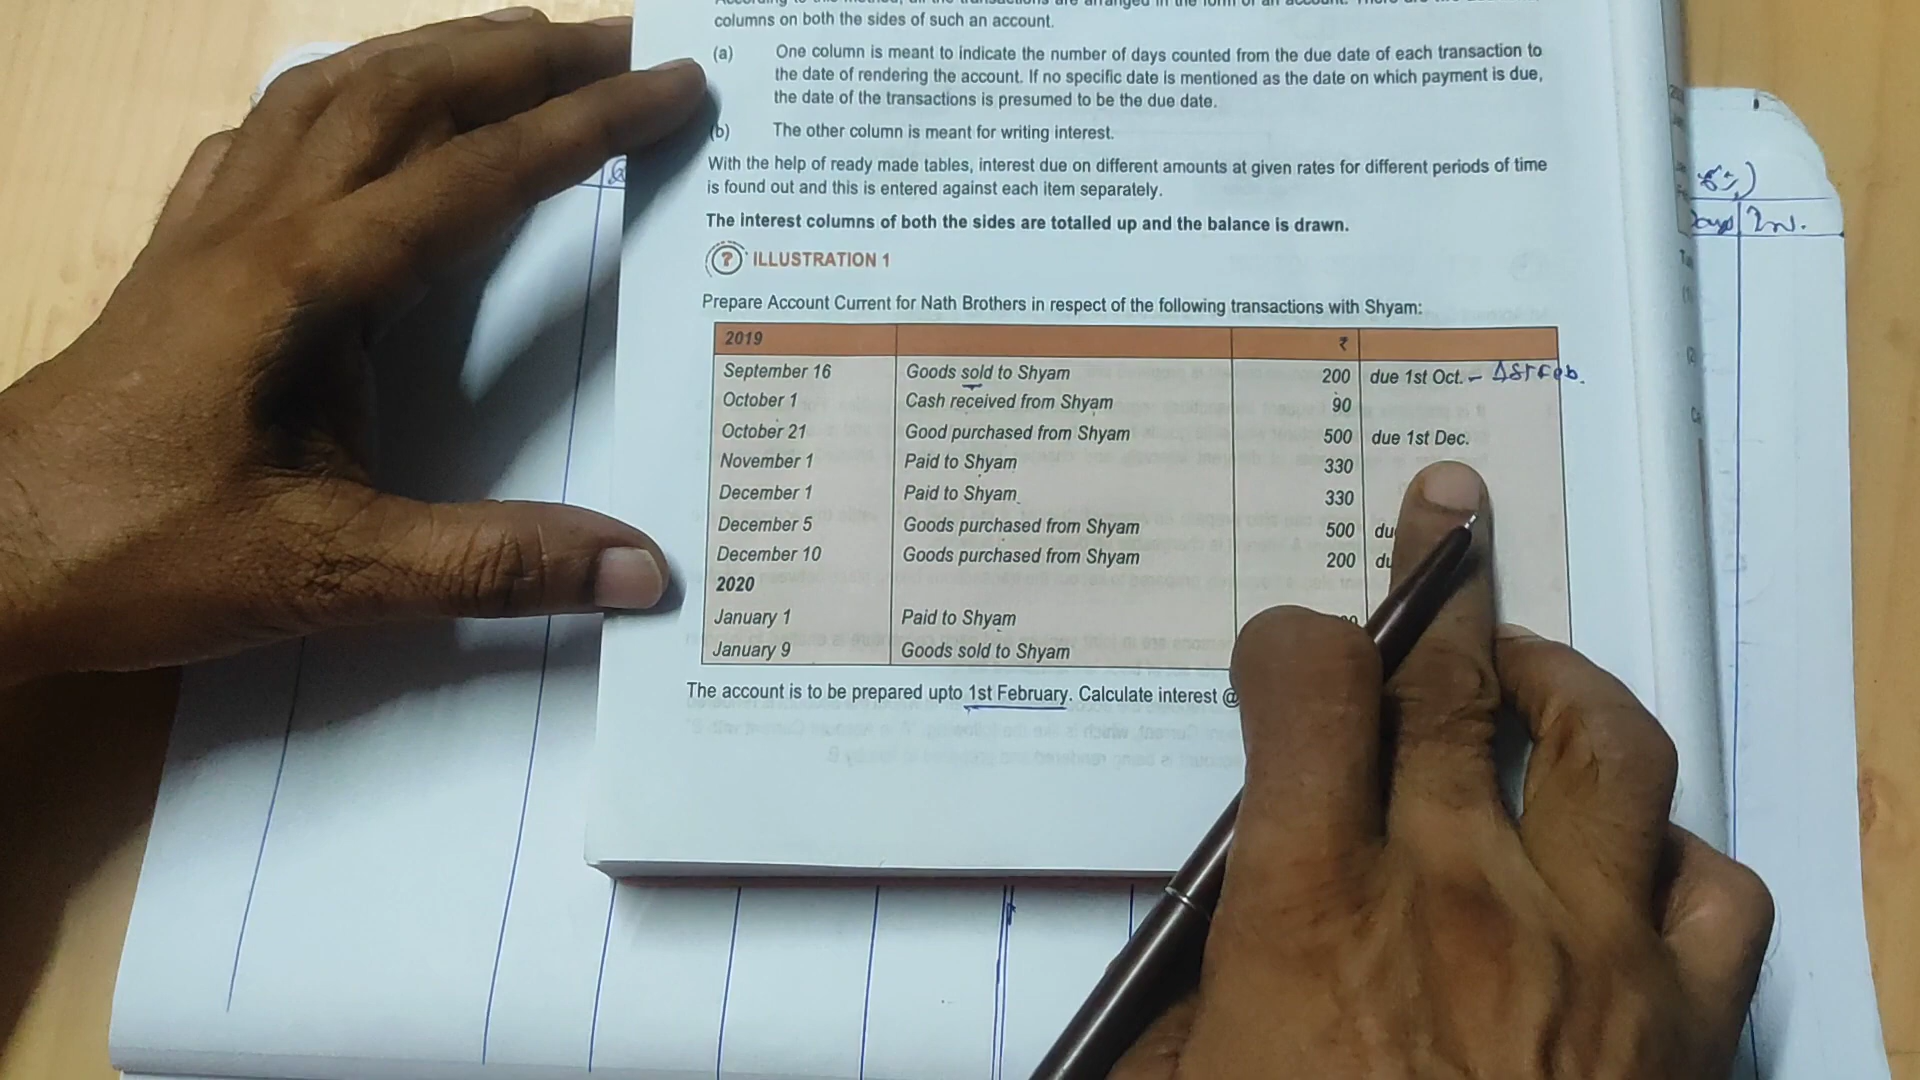 columns on both the sides of such an account.
(a) One column is meant to indicate the number of days counted from the due date of each transaction to
the date of rendering the account. If no specific date is mentioned as the date on which payment is due,
the date of the transactions is presumed to be the due date.
(b) The other column is meant for writing interest.
With the help of ready made tables, interest due on different amounts at given rates for different periods of time
is found out and this is entered against each item separately.
The interest columns of both the sides are totalled up and the balance is drawn.
? ILLUSTRATION 1
Prepare Account Current for Nath Brothers in respect of the following transactions with Shyam:
2019 ₹
September 16 Goods sold to Shyam 200 due 1st Oct. - 1st Feb.
October 1 Cash received from Shyam 90
October 21 Good purchased from Shyam 500 due 1st Dec.
November 1 Paid to Shyam 330
December 1 Paid to Shyam 330
December 5 Goods purchased from Shyam 500 du
December 10 Goods purchased from Shyam 200 du
2020
January 1 Paid to Shyam
January 9 Goods sold to Shyam
The account is to be prepared upto 1st February. Calculate interest @
Days In.